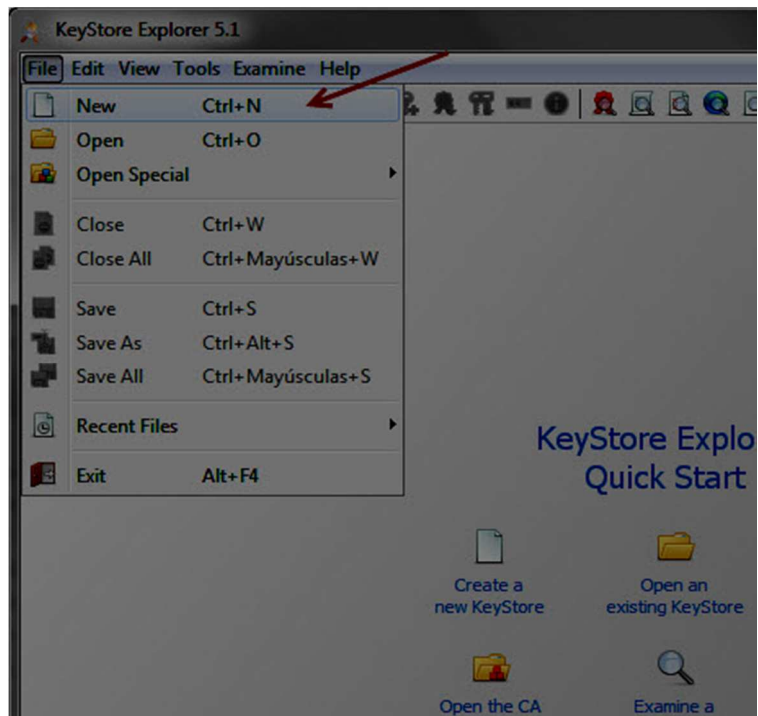 KeyStore Explorer 5.1
File Edit View Tools Examine Help
New Ctrl+N
Open Ctrl+O
Open Special
Close Ctrl+W
Close All Ctrl+Mayúsculas+W
Save Ctrl+S
Save As Ctrl+Alt+S
Save All Ctrl+Mayúsculas+S
Recent Files
Exit Alt+F4
KeyStore Explo
Quick Start
Create a
new KeyStore
Open an
existing KeyStore
Open the CA
Examine a